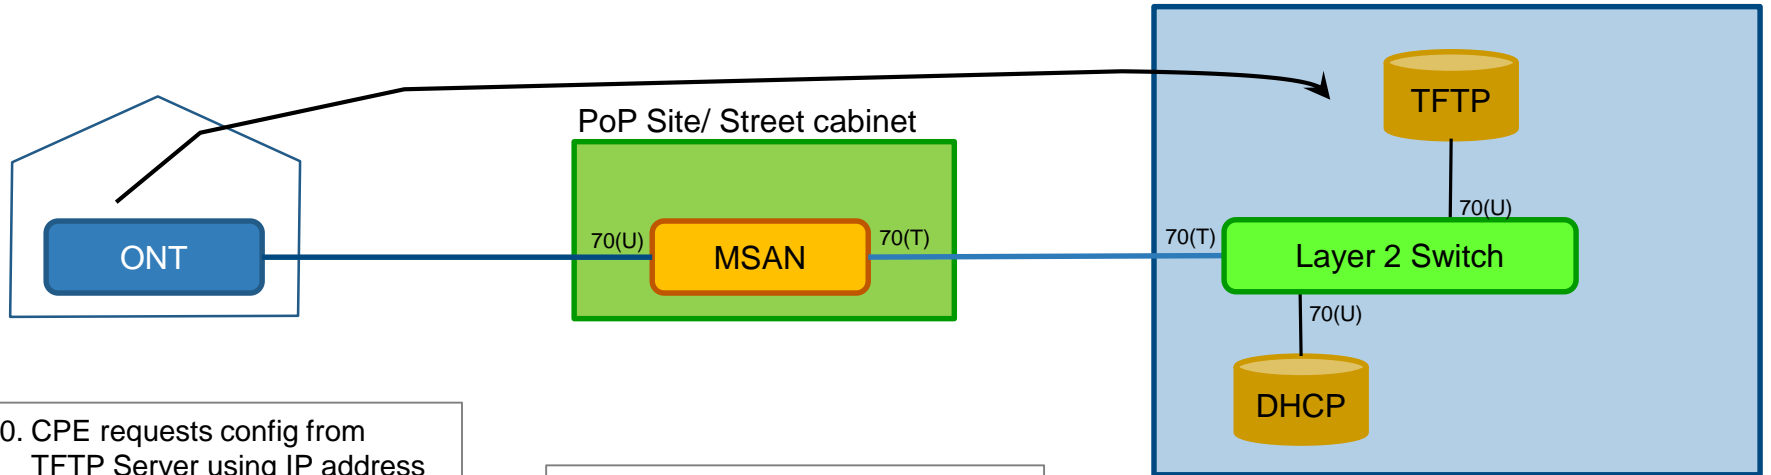 TFTP
PoP Site/ Street cabinet
70(U)
ONT
70(U)
MSAN
70(T)
70(T)
Layer 2 Switch
70(U)
DHCP
0. CPE requests config from
TFTP Server using IP address